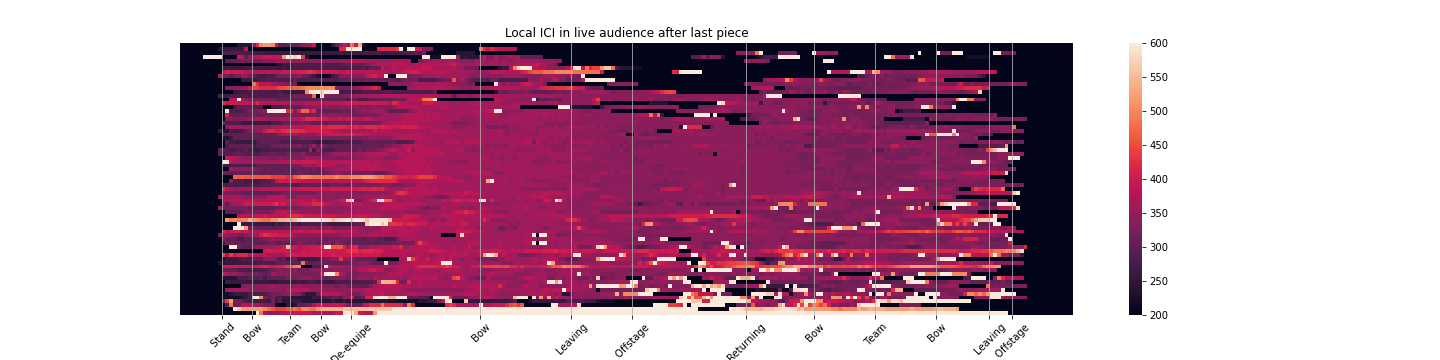 Local ICI in live audience after last piece
600
550
500
450
400
350
300
250
200
Stand
Bow
Team
Bow
De-equipe
Bow
Leaving
Offstage
Returning
Bow
Team
Bow
Leaving
Offstage